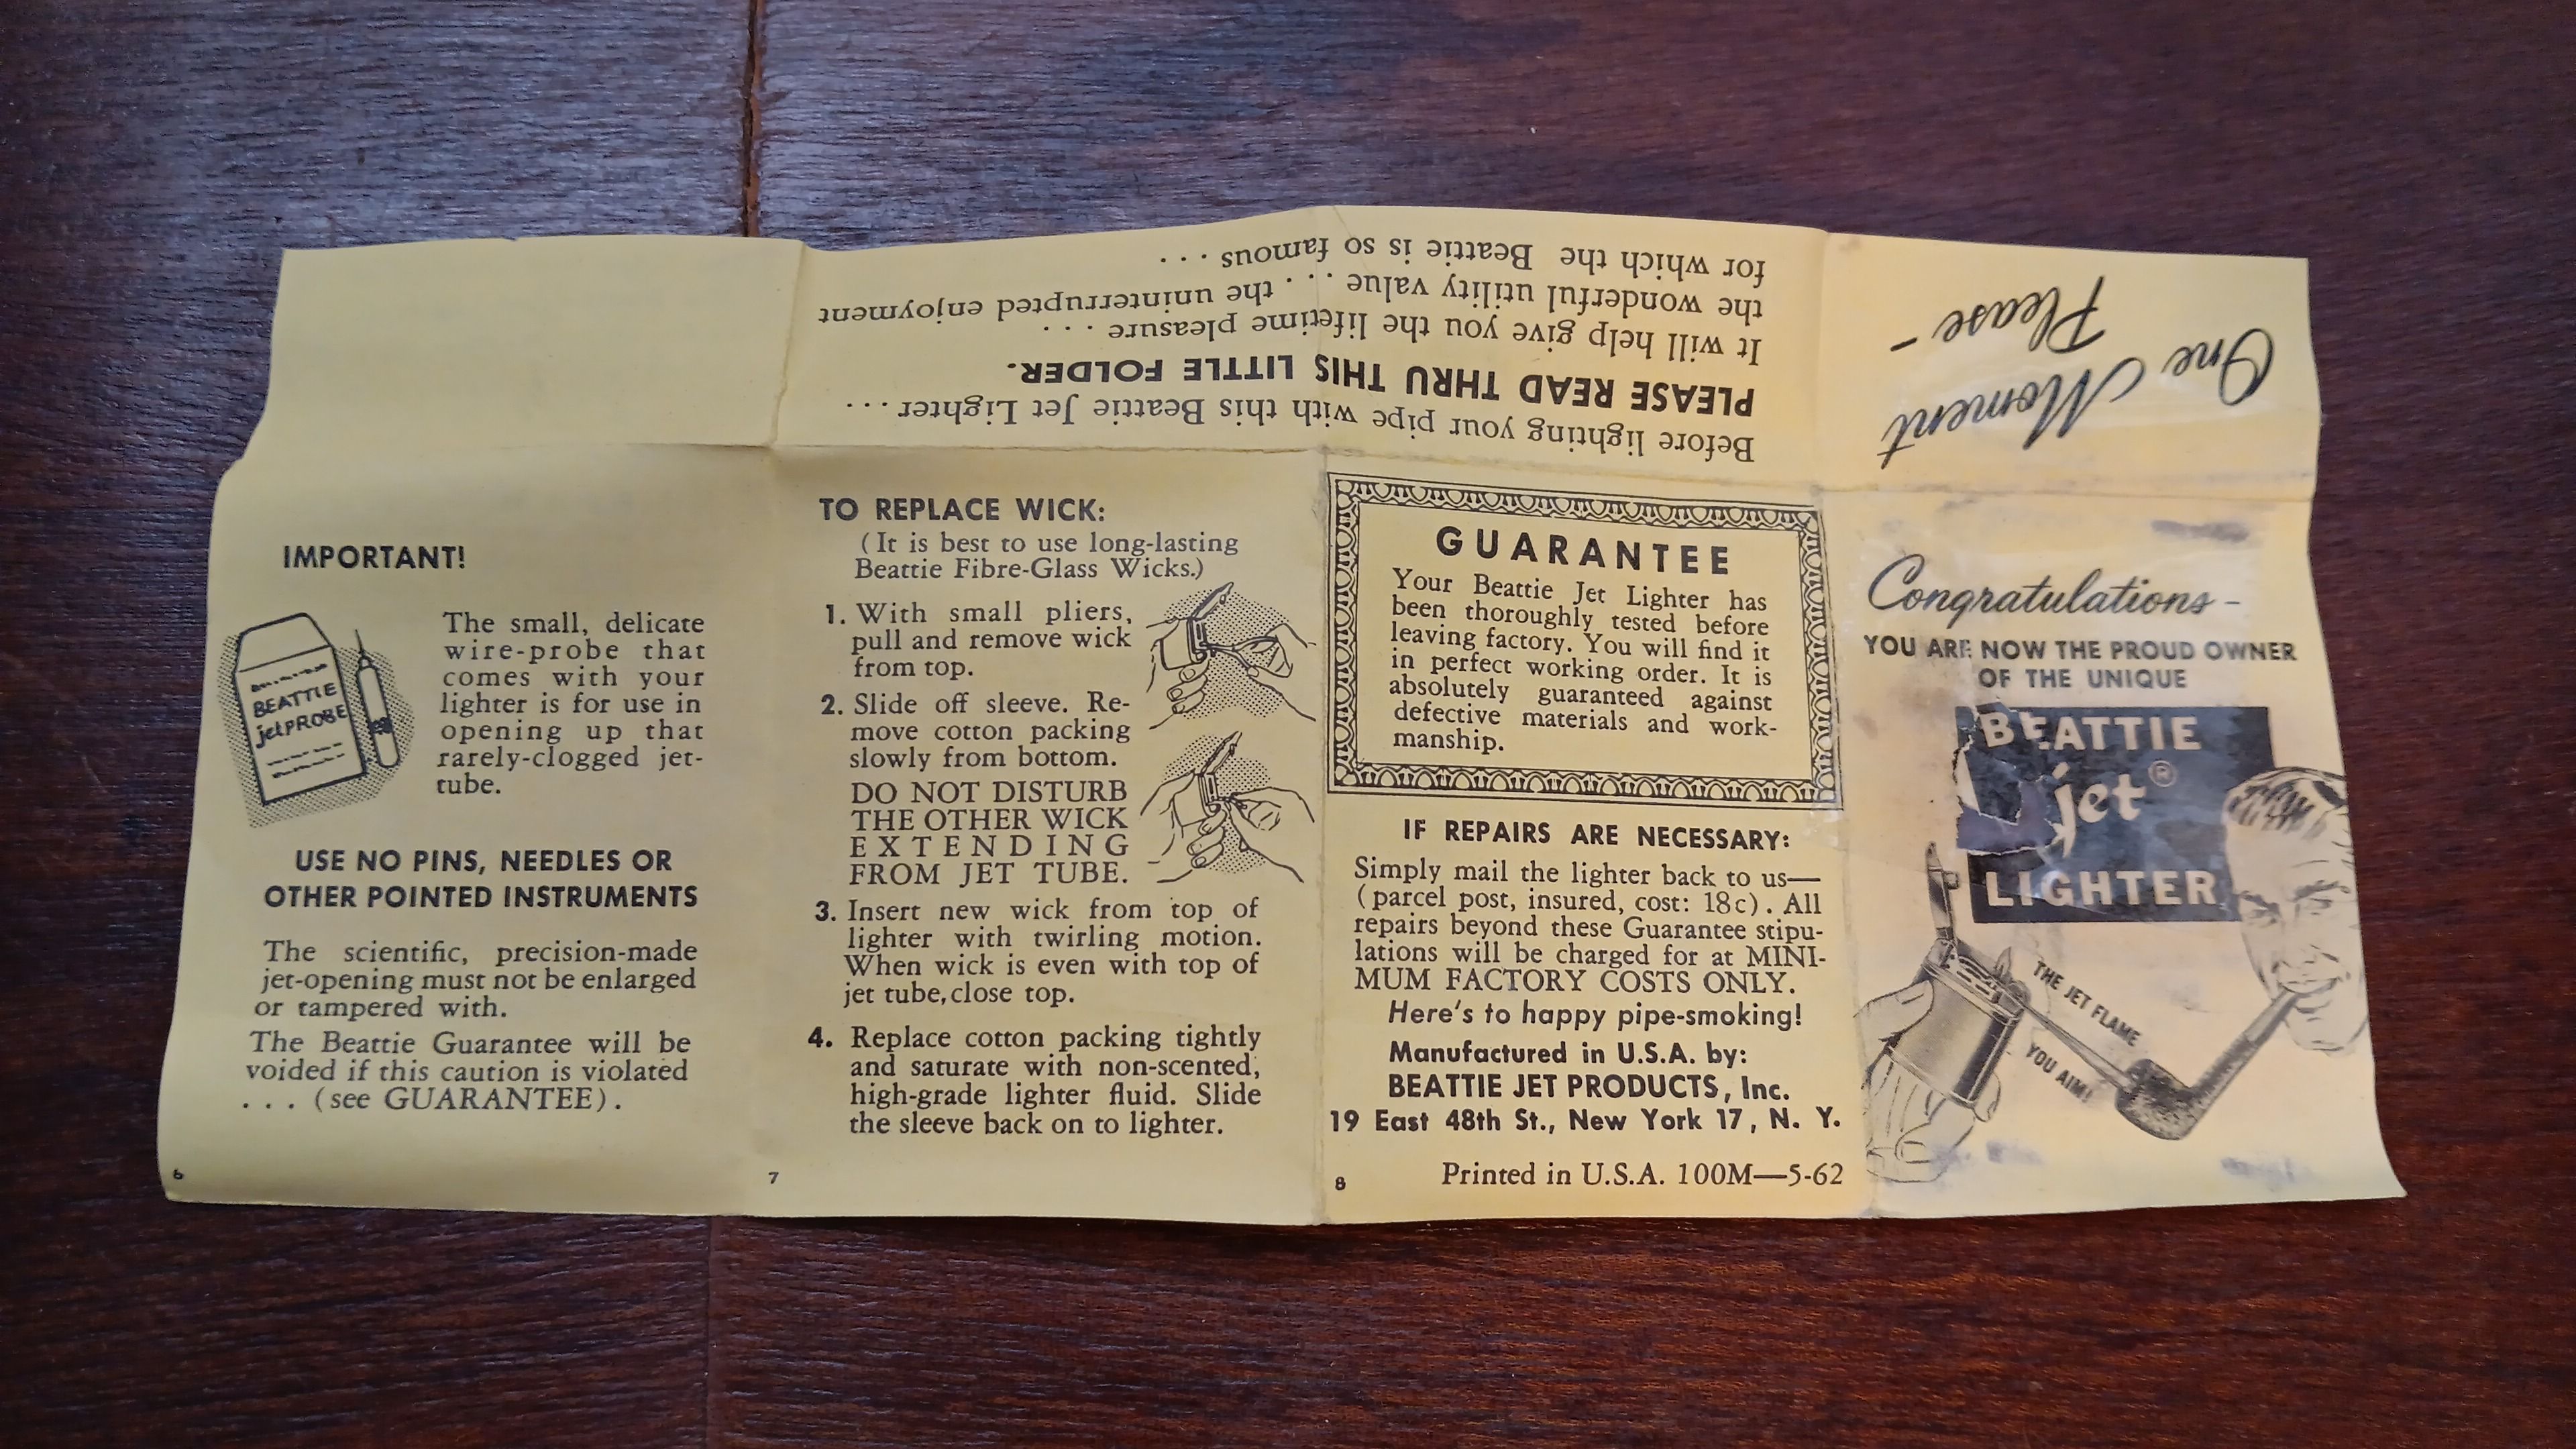 One Moment
Please -
Before lighting your pipe with this Beattie Jet Lighter . . .
PLEASE READ THRU THIS LITTLE FOLDER.
It will help give you the lifetime pleasure . . .
the wonderful utility value . . . the uninterrupted enjoyment
for which the Beattie is so famous . . .
IMPORTANT!
BEATTIE
jet PROBE
The small, delicate
wire-probe that
comes with your
lighter is for use in
opening up that
rarely-clogged jet-
tube.
USE NO PINS, NEEDLES OR
OTHER POINTED INSTRUMENTS
The scientific, precision-made
jet-opening must not be enlarged
or tampered with.
The Beattie Guarantee will be
voided if this caution is violated
. . . (see GUARANTEE).
6
TO REPLACE WICK:
(It is best to use long-lasting
Beattie Fibre-Glass Wicks.)
1. With small pliers,
pull and remove wick
from top.
2. Slide off sleeve. Re-
move cotton packing
slowly from bottom.
DO NOT DISTURB
THE OTHER WICK
EXTENDING
FROM JET TUBE.
3. Insert new wick from top of
lighter with twirling motion.
When wick is even with top of
jet tube, close top.
4. Replace cotton packing tightly
and saturate with non-scented,
high-grade lighter fluid. Slide
the sleeve back on to lighter.
7
GUARANTEE
Your Beattie Jet Lighter has
been thoroughly tested before
leaving factory. You will find it
in perfect working order. It is
absolutely guaranteed against
defective materials and work-
manship.
IF REPAIRS ARE NECESSARY:
Simply mail the lighter back to us—
(parcel post, insured, cost: 18c). All
repairs beyond these Guarantee stipu-
lations will be charged for at MINI-
MUM FACTORY COSTS ONLY.
Here's to happy pipe-smoking!
Manufactured in U.S.A. by:
BEATTIE JET PRODUCTS, Inc.
19 East 48th St., New York 17, N. Y.
8
Printed in U.S.A. 100M—5-62
Congratulations -
YOU ARE NOW THE PROUD OWNER
OF THE UNIQUE
BEATTIE
jet®
LIGHTER
THE JET FLAME
YOU AIM!